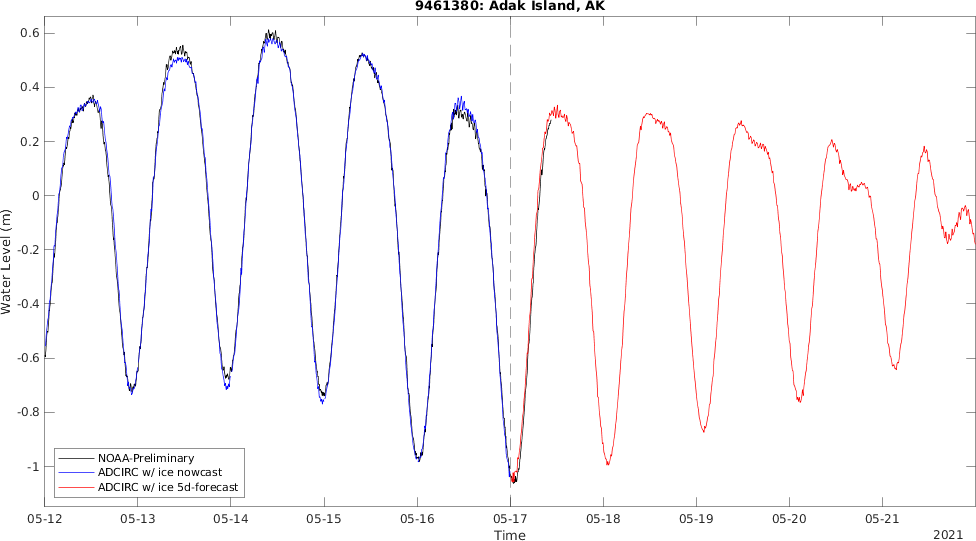 9461380: Adak Island, AK
Water Level (m)
0.6
0.4
0.2
0
-0.2
-0.4
-0.6
-0.8
-1
NOAA-Preliminary
ADCIRC w/ ice nowcast
ADCIRC w/ ice 5d-forecast
05-12 05-13 05-14 05-15 05-16 05-17 05-18 05-19 05-20 05-21
Time
2021